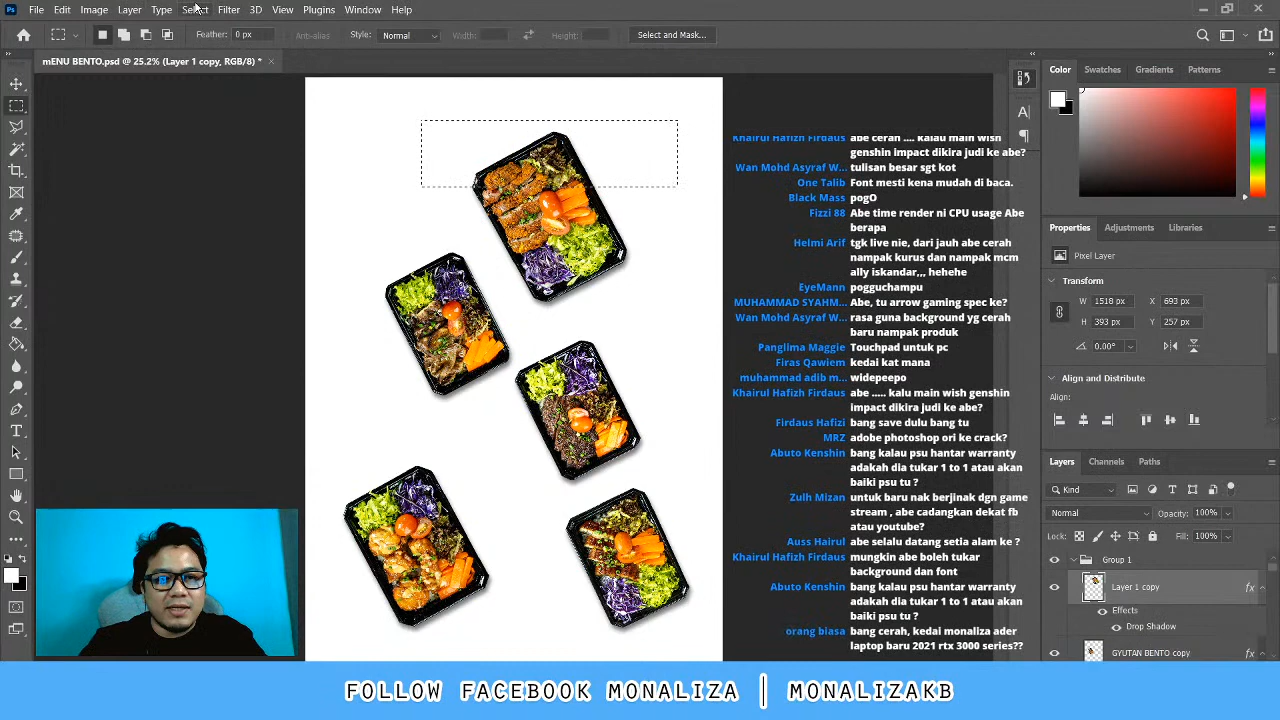 Ps File Edit Image Layer Type Select Filter 3D View Plugins Window Help
Feather: 0 px Anti-alias Style: Normal Width: Height: Select and Mask...
mENU BENTO.psd @ 25.2% (Layer 1 copy, RGB/8) * ×
Khairul Hafizh Firdaus abe cerah .... kalau main wish
genshin impact dikira judi ke abe?
Wan Mohd Asyraf W... tulisan besar sgt kot
One Talib Font mesti kena mudah di baca.
Black Mass pogO
Fizzi 88 Abe time render ni CPU usage Abe
berapa
Helmi Arif tgk live nie, dari jauh abe cerah
nampak kurus dan nampak mcm
ally iskandar,,, hehehe
EyeMann pogguchampu
MUHAMMAD SYAHM... Abe, tu arrow gaming spec ke?
Wan Mohd Asyraf W... rasa guna background yg cerah
baru nampak produk
Panglima Maggie Touchpad untuk pc
Firas Qawiem kedai kat mana
muhammad adib m... widepeepo
Khairul Hafizh Firdaus abe ..... kalu main wish genshin
impact dikira judi ke abe?
Firdaus Hafizi bang save dulu bang tu
MRZ adobe photoshop ori ke crack?
Abuto Kenshin bang kalau psu hantar warranty
adakah dia tukar 1 to 1 atau akan
baiki psu tu ?
Zulh Mizan untuk baru nak berjinak dgn game
stream , abe cadangkan dekat fb
atau youtube?
Auss Hairul abe selalu datang setia alam ke ?
Khairul Hafizh Firdaus mungkin abe boleh tukar
background dan font
Abuto Kenshin bang kalau psu hantar warranty
adakah dia tukar 1 to 1 atau akan
baiki psu tu ?
orang biasa bang cerah, kedai monaliza ader
laptop baru 2021 rtx 3000 series??
Color Swatches Gradients Patterns
Properties Adjustments Libraries
Pixel Layer
Transform
W 1518 px X 693 px
H 393 px Y 257 px
0.00°
Align and Distribute
Align:
Layers Channels Paths
Kind
Normal Opacity: 100%
Lock: Fill: 100%
Group 1
Layer 1 copy fx
Effects
Drop Shadow
GYUTAN BENTO copy fx
FOLLOW FACEBOOK MONALIZA | MONALIZAKB